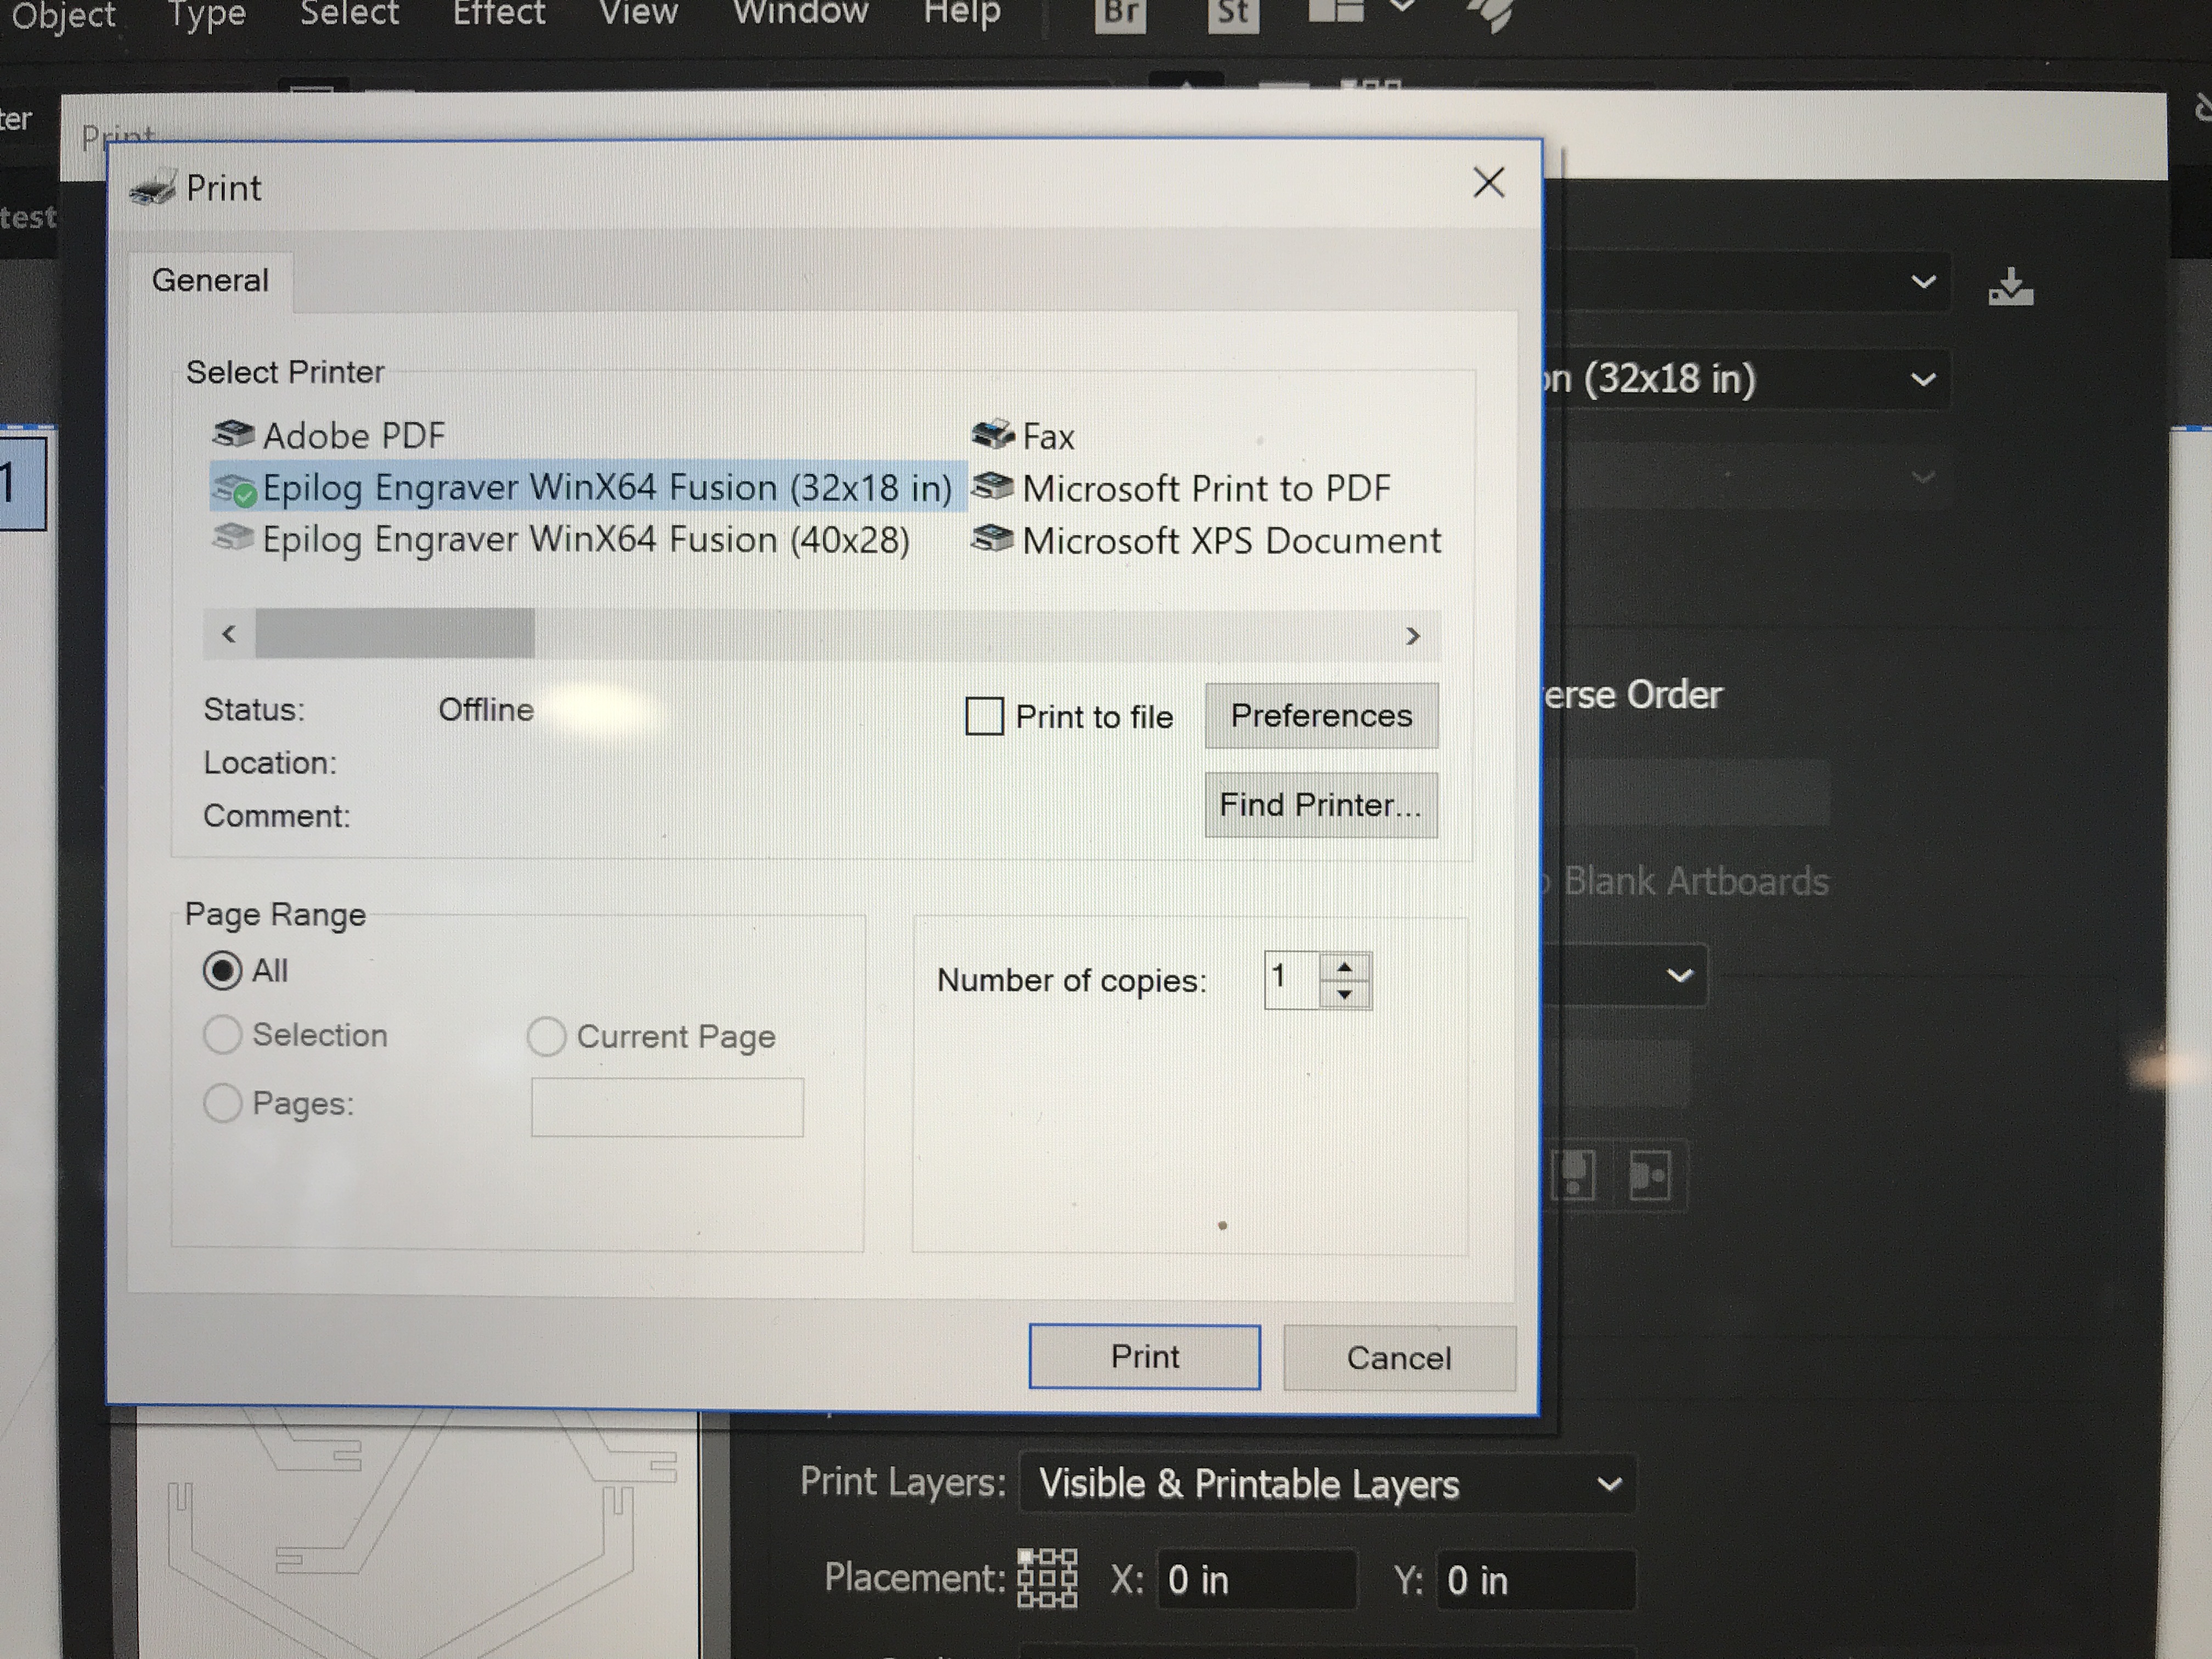 Object Type Select Effect View Window Help Br St
Print
Print
test
General
Select Printer
Adobe PDF
Fax
on (32x18 in)
Epilog Engraver WinX64 Fusion (32x18 in)
Microsoft Print to PDF
1
Epilog Engraver WinX64 Fusion (40x28)
Microsoft XPS Document
Status: Offline
Print to file
Preferences
erse Order
Location:
Comment:
Find Printer...
Blank Artboards
Page Range
All
Number of copies: 1
Selection
Current Page
Pages:
Print
Cancel
Print Layers: Visible & Printable Layers
Placement: X: 0 in Y: 0 in